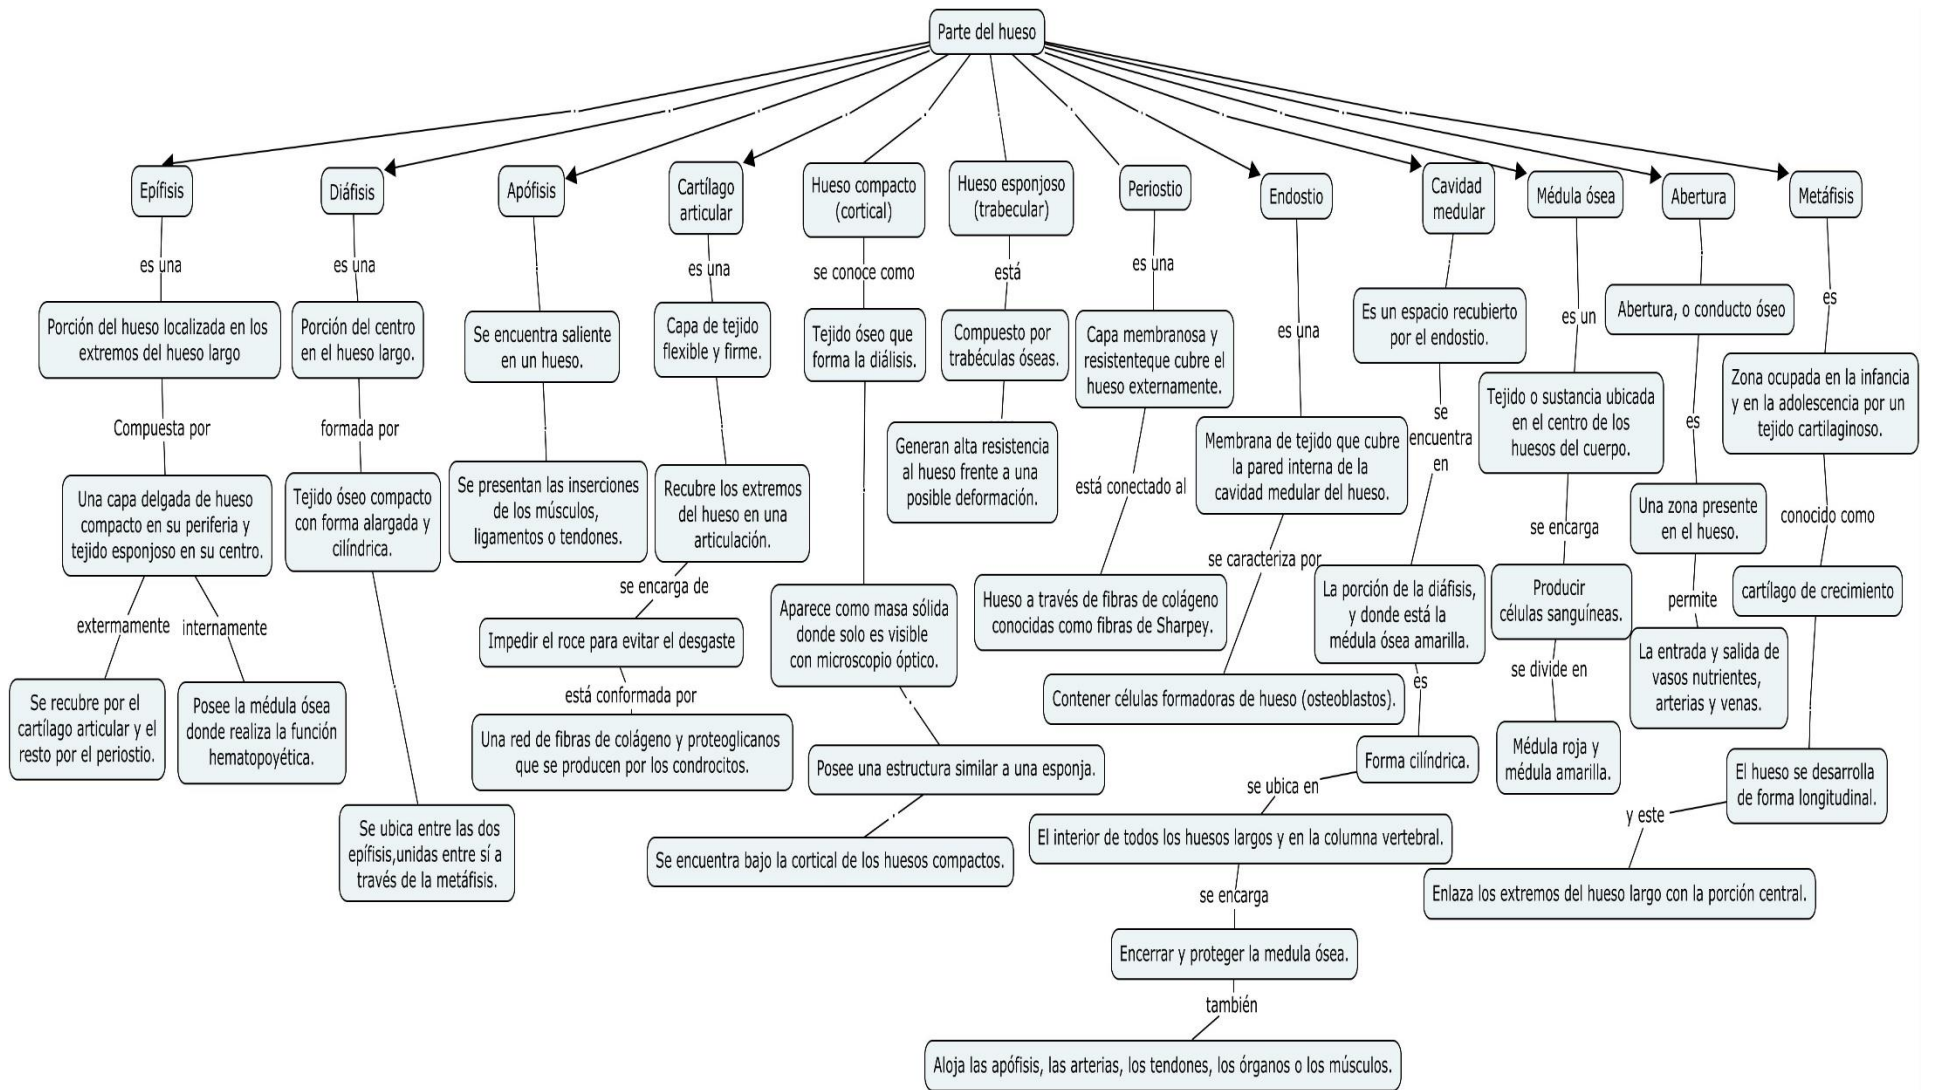 Parte del hueso
Epífisis
es una
Porción del hueso localizada en los
extremos del hueso largo
Compuesta por
Una capa delgada de hueso
compacto en su periferia y
tejido esponjoso en su centro.
extermamente
Se recubre por el
cartílago articular y el
resto por el periostio.
internamente
Posee la médula ósea
donde realiza la función
hematopoyética.
Diáfisis
es una
Porción del centro
en el hueso largo.
formada por
Tejido óseo compacto
con forma alargada y
cilíndrica.
Se ubica entre las dos
epífisis,unidas entre sí a
través de la metáfisis.
Apófisis
Se encuentra saliente
en un hueso.
Se presentan las inserciones
de los músculos,
ligamentos o tendones.
Cartílago
articular
es una
Capa de tejido
flexible y firme.
Recubre los extremos
del hueso en una
articulación.
se encarga de
Impedir el roce para evitar el desgaste
está conformada por
Una red de fibras de colágeno y proteoglicanos
que se producen por los condrocitos.
Hueso compacto
(cortical)
se conoce como
Tejido óseo que
forma la diálisis.
Aparece como masa sólida
donde solo es visible
con microscopio óptico.
Posee una estructura similar a una esponja.
Se encuentra bajo la cortical de los huesos compactos.
Hueso esponjoso
(trabecular)
está
Compuesto por
trabéculas óseas.
Generan alta resistencia
al hueso frente a una
posible deformación.
Periostio
es una
Capa membranosa y
resistenteque cubre el
hueso externamente.
está conectado al
Hueso a través de fibras de colágeno
conocidas como fibras de Sharpey.
Endostio
es una
Membrana de tejido que cubre
la pared interna de la
cavidad medular del hueso.
se caracteriza por
Contener células formadoras de hueso (osteoblastos).
Cavidad
medular
Es un espacio recubierto
por el endostio.
se
encuentra
en
La porción de la diáfisis,
y donde está la
médula ósea amarilla.
es
Forma cilíndrica.
se ubica en
El interior de todos los huesos largos y en la columna vertebral.
se encarga
Encerrar y proteger la medula ósea.
también
Aloja las apófisis, las arterias, los tendones, los órganos o los músculos.
Médula ósea
es un
Tejido o sustancia ubicada
en el centro de los
huesos del cuerpo.
se encarga
Producir
células sanguíneas.
se divide en
Médula roja y
médula amarilla.
Abertura
Abertura, o conducto óseo
es
Una zona presente
en el hueso.
permite
La entrada y salida de
vasos nutrientes,
arterias y venas.
Metáfisis
es
Zona ocupada en la infancia
y en la adolescencia por un
tejido cartilaginoso.
conocido como
cartílago de crecimiento
El hueso se desarrolla
de forma longitudinal.
y este
Enlaza los extremos del hueso largo con la porción central.